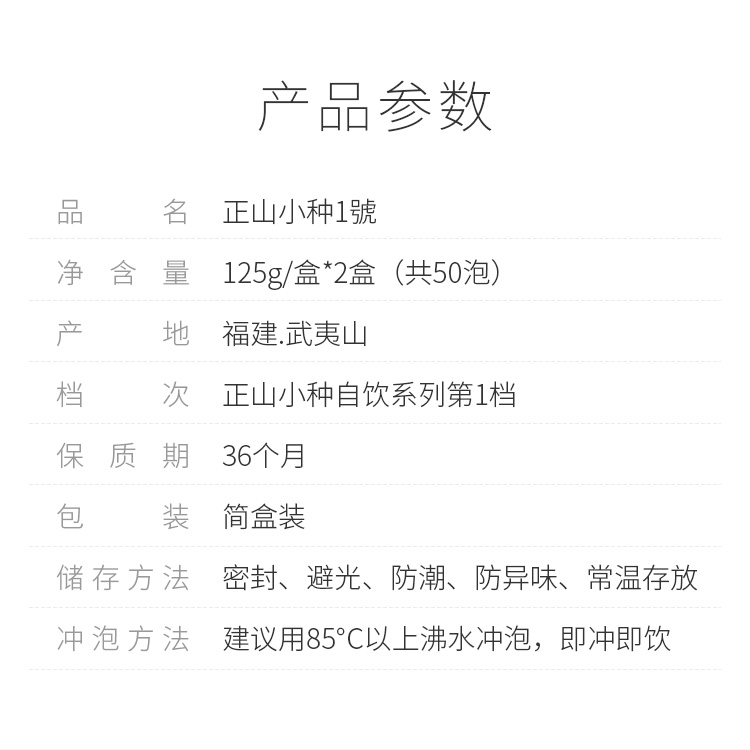 产品参数
品名 正山小种1號
净含量 125g/盒*2盒（共50泡）
产地 福建.武夷山
档次 正山小种自饮系列第1档
保质期 36个月
包装 简盒装
储存方法 密封、避光、防潮、防异味、常温存放
冲泡方法 建议用85°C以上沸水冲泡，即冲即饮